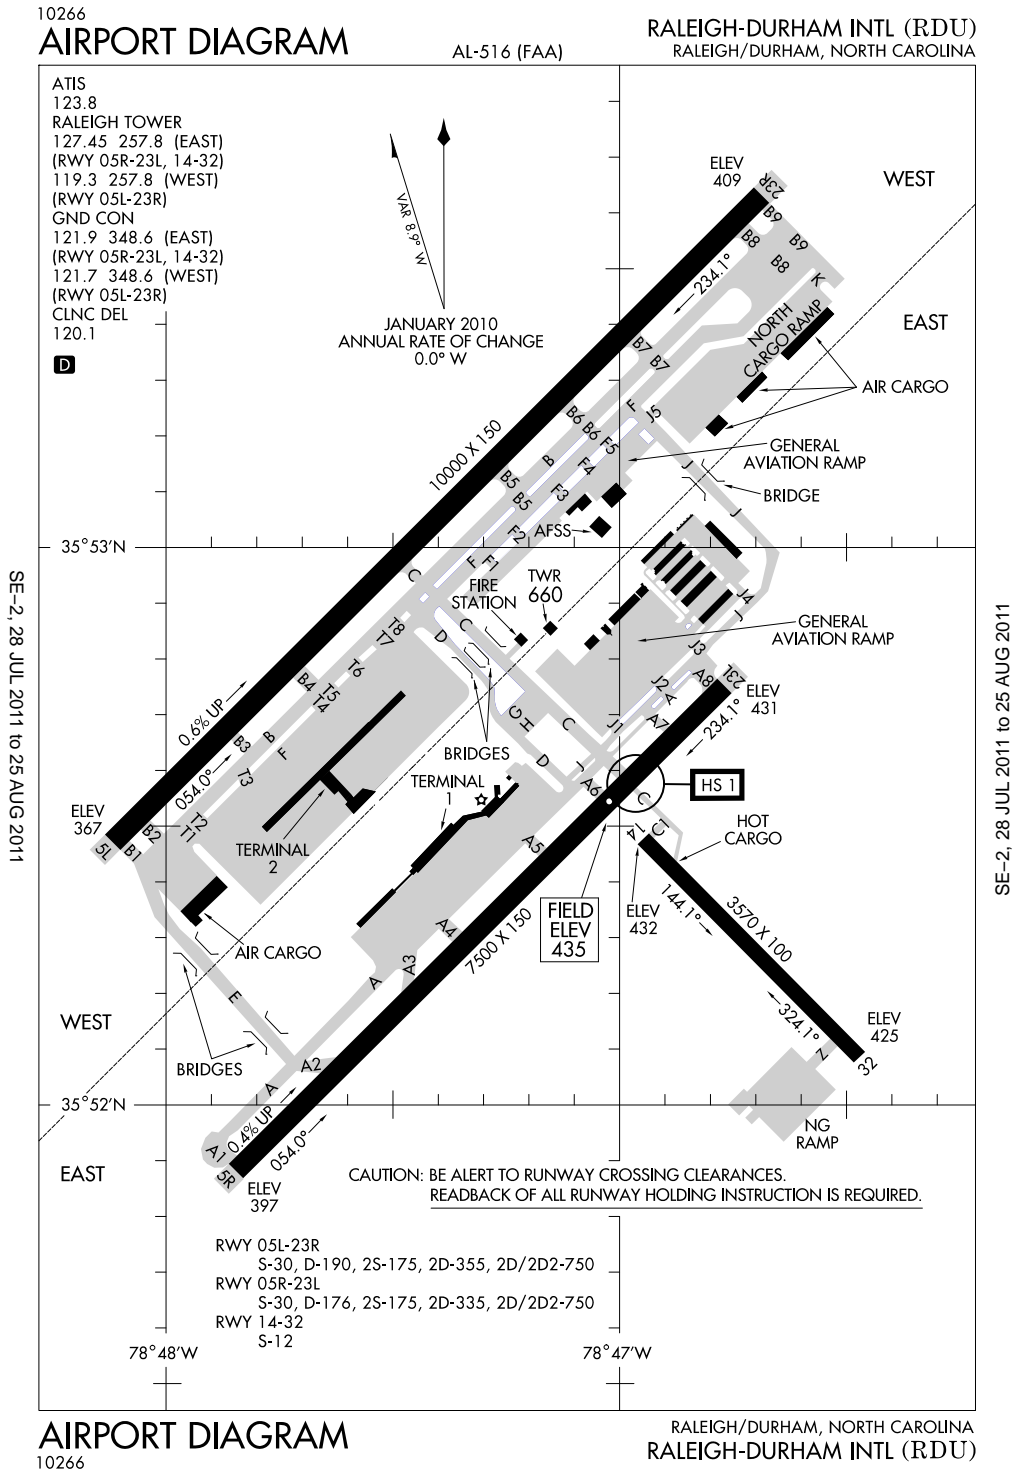 10266
AIRPORT DIAGRAM
AL-516 (FAA)
RALEIGH-DURHAM INTL (RDU)
RALEIGH/DURHAM, NORTH CAROLINA
ATIS
123.8
RALEIGH TOWER
127.45 257.8 (EAST)
(RWY 05R-23L, 14-32)
119.3 257.8 (WEST)
(RWY 05L-23R)
GND CON
121.9 348.6 (EAST)
(RWY 05R-23L, 14-32)
121.7 348.6 (WEST)
(RWY 05L-23R)
CLNC DEL
120.1
D
VAR 8.9° W
JANUARY 2010
ANNUAL RATE OF CHANGE
0.0° W
ELEV
409
23R
WEST
B9
B8
B9
B8
K
234.1°
EAST
NORTH
CARGO RAMP
AIR CARGO
B7
B7
F
J5
B6
B6
F5
10000 X 150
B
F4
GENERAL
AVIATION RAMP
J
B5
B5
F3
BRIDGE
AFSS
F2
J
35°53'N
F
F1
C
FIRE
STATION
TWR
660
J4
J
T8
T7
D
C
GENERAL
AVIATION RAMP
J3
T6
B4
T5
T4
A8
23L
ELEV
431
J2
A
A7
J1
G
H
C
234.1°
0.6% UP
B3
B
F
BRIDGES
D
054.0°
T3
J
A6
HS 1
TERMINAL
1
C
ELEV
367
5L
B1
B2
T2
T1
TERMINAL
2
A5
14
C1
HOT
CARGO
FIELD
ELEV
435
ELEV
432
144.1°
3570 X 100
AIR CARGO
A4
7500 X 150
A3
A
E
WEST
BRIDGES
324.1°
ELEV
425
Z
32
A2
A
35°52'N
0.4% UP
054.0°
NG
RAMP
A1
5R
EAST
ELEV
397
CAUTION: BE ALERT TO RUNWAY CROSSING CLEARANCES.
READBACK OF ALL RUNWAY HOLDING INSTRUCTION IS REQUIRED.
RWY 05L-23R
S-30, D-190, 2S-175, 2D-355, 2D/2D2-750
RWY 05R-23L
S-30, D-176, 2S-175, 2D-335, 2D/2D2-750
RWY 14-32
S-12
78°48'W
78°47'W
SE-2, 28 JUL 2011 to 25 AUG 2011
SE-2, 28 JUL 2011 to 25 AUG 2011
AIRPORT DIAGRAM
10266
RALEIGH/DURHAM, NORTH CAROLINA
RALEIGH-DURHAM INTL (RDU)